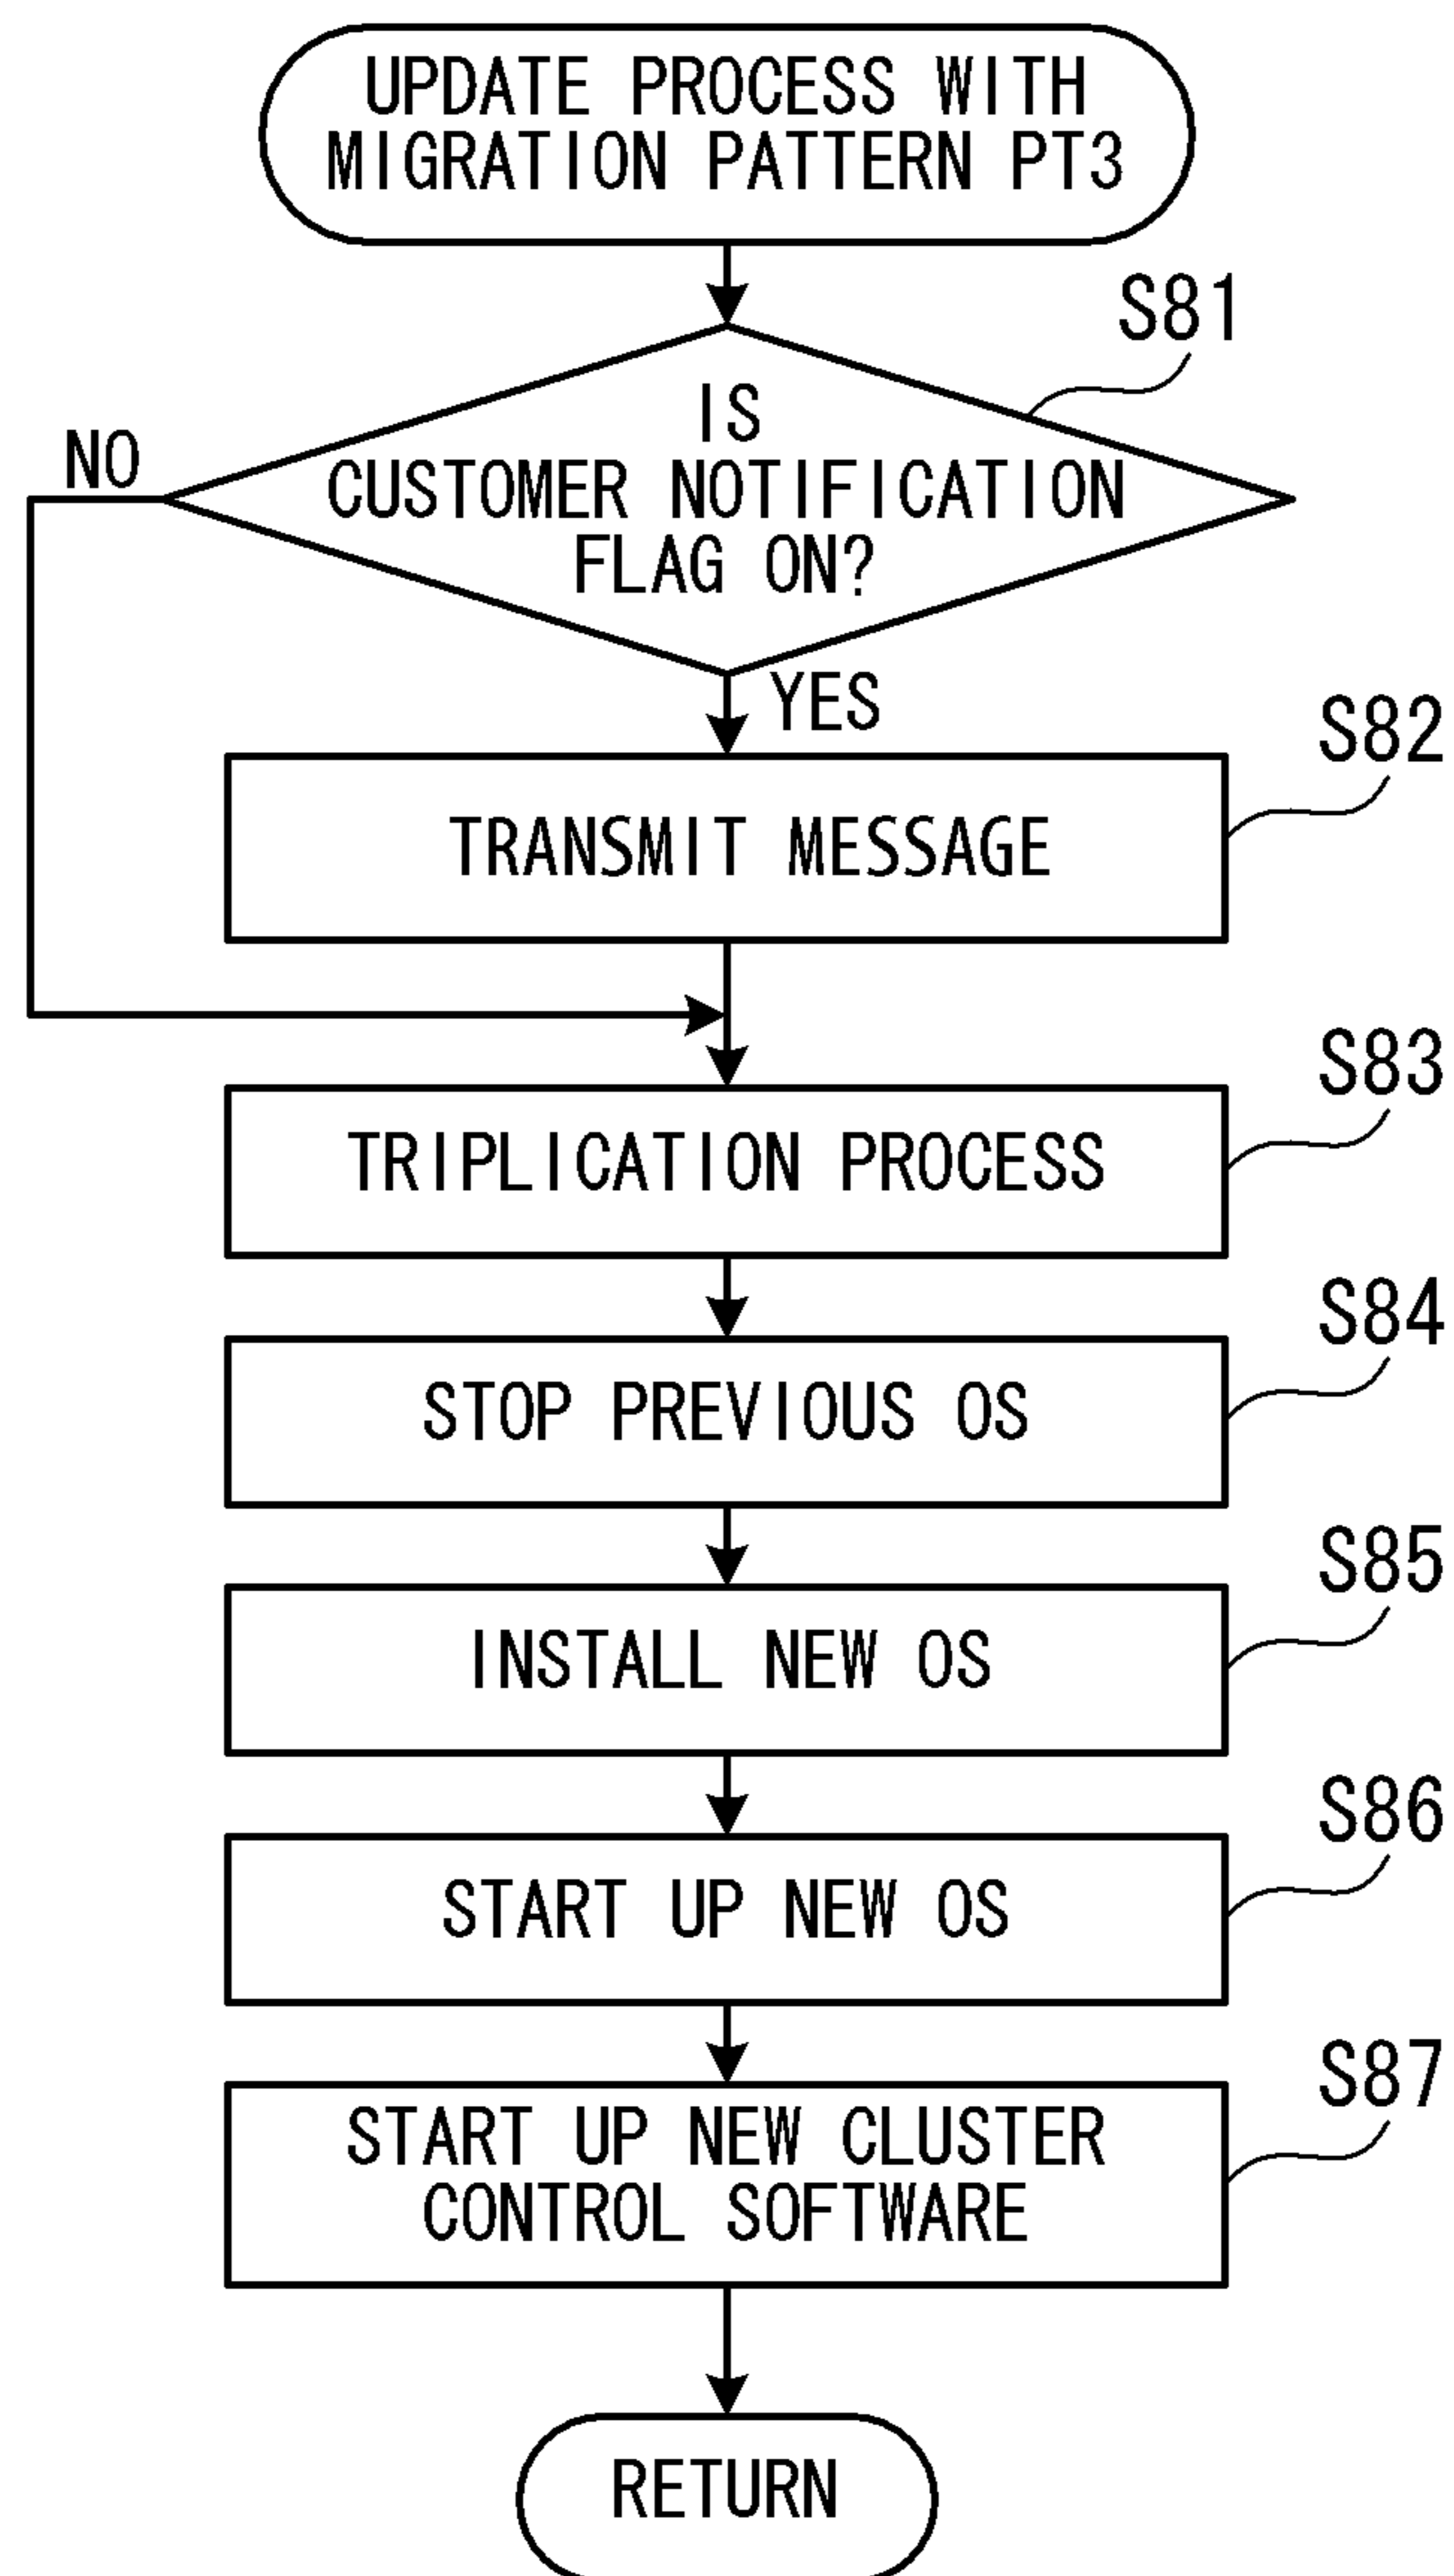 UPDATE PROCESS WITH
MIGRATION PATTERN PT3
S81
IS
CUSTOMER NOTIFICATION
FLAG ON?
NO
YES
S82
TRANSMIT MESSAGE
S83
TRIPLICATION PROCESS
S84
STOP PREVIOUS OS
S85
INSTALL NEW OS
S86
START UP NEW OS
S87
START UP NEW CLUSTER
CONTROL SOFTWARE
RETURN